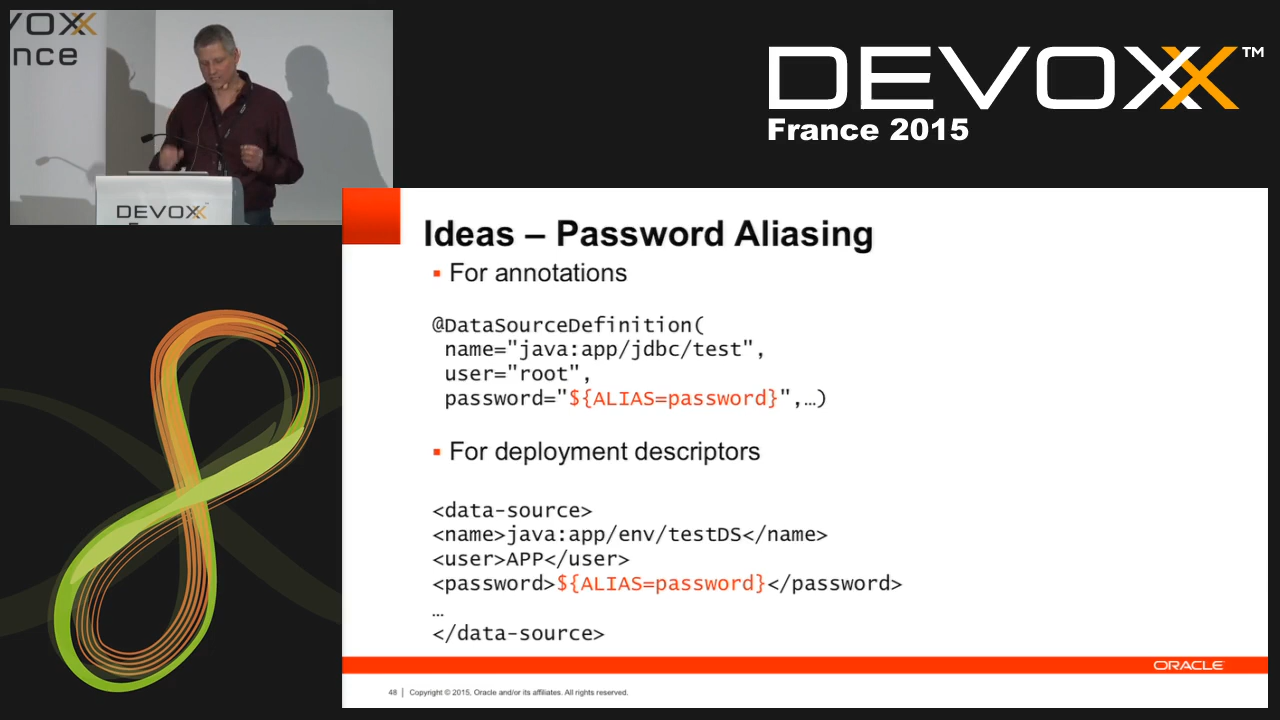 VOXX
nce
DEVOXX
DEVOXX™
France 2015
Ideas – Password Aliasing
▪ For annotations
@DataSourceDefinition(
name="java:app/jdbc/test",
user="root",
password="${ALIAS=password}",…)
▪ For deployment descriptors
<data-source>
<name>java:app/env/testDS</name>
<user>APP</user>
<password>${ALIAS=password}</password>
…
</data-source>
ORACLE
48 | Copyright © 2015, Oracle and/or its affiliates. All rights reserved.